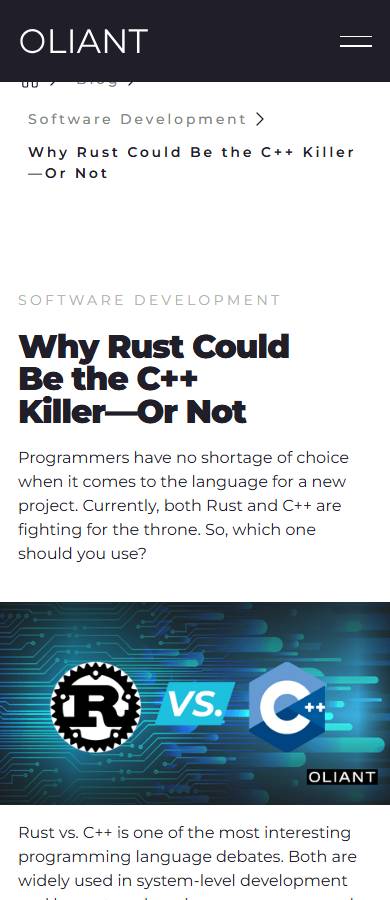 OLIANT
Blog
Software Development
Why Rust Could Be the C++ Killer
—Or Not
SOFTWARE DEVELOPMENT
Why Rust Could
Be the C++
Killer—Or Not
Programmers have no shortage of choice
when it comes to the language for a new
project. Currently, both Rust and C++ are
fighting for the throne. So, which one
should you use?
R VS. C++
OLIANT
Rust vs. C++ is one of the most interesting
programming language debates. Both are
widely used in system-level development